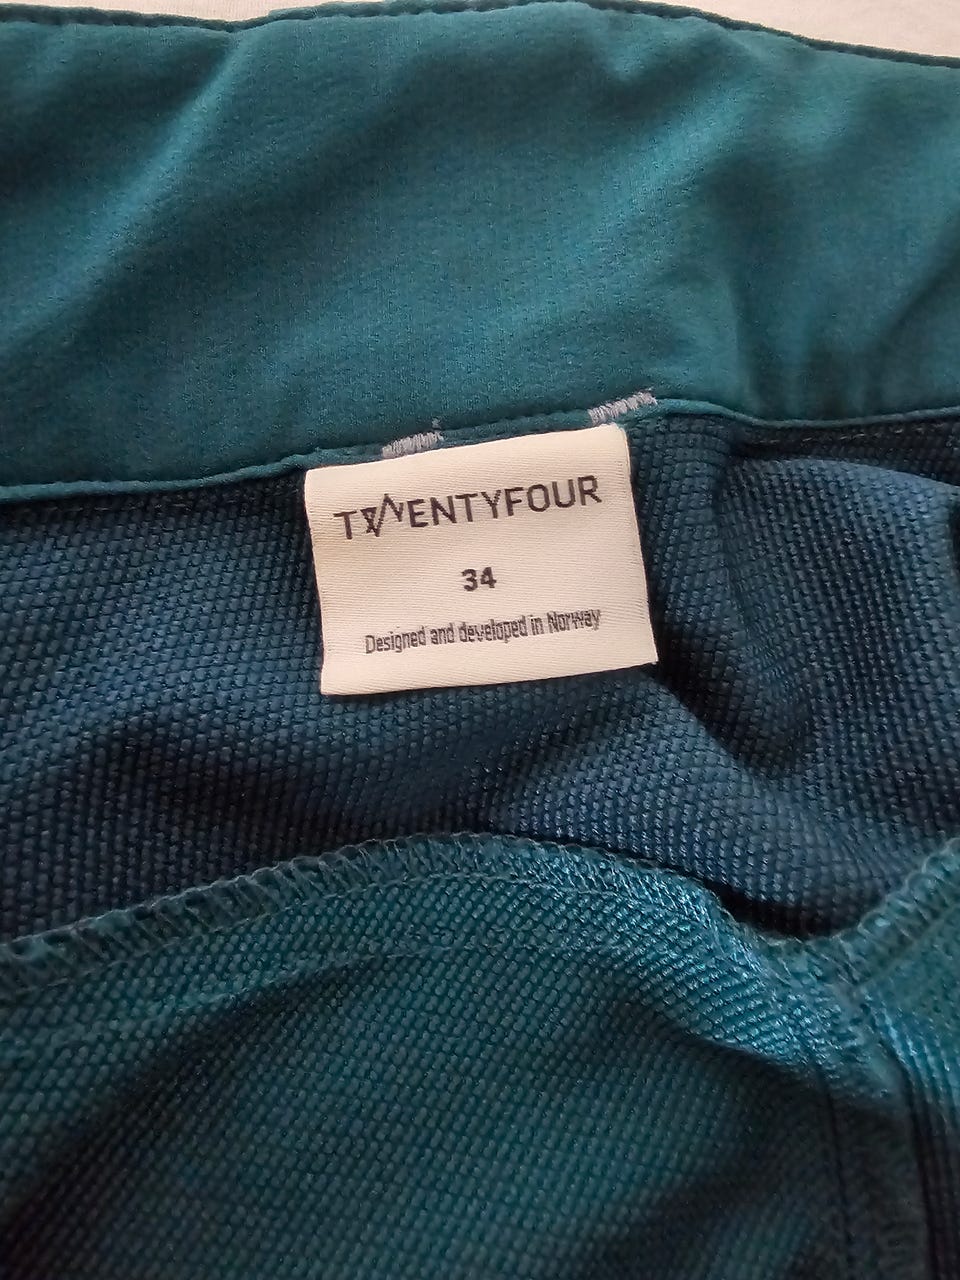 TWENTYFOUR
34
Designed and developed in Norway